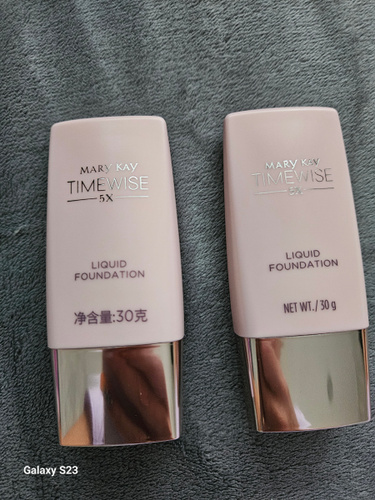 MARY KAY
TIMEWISE
5X
LIQUID
FOUNDATION
净含量:30克
MARY KAY
TIMEWISE
5X
LIQUID
FOUNDATION
NET WT./30 g
Galaxy S23